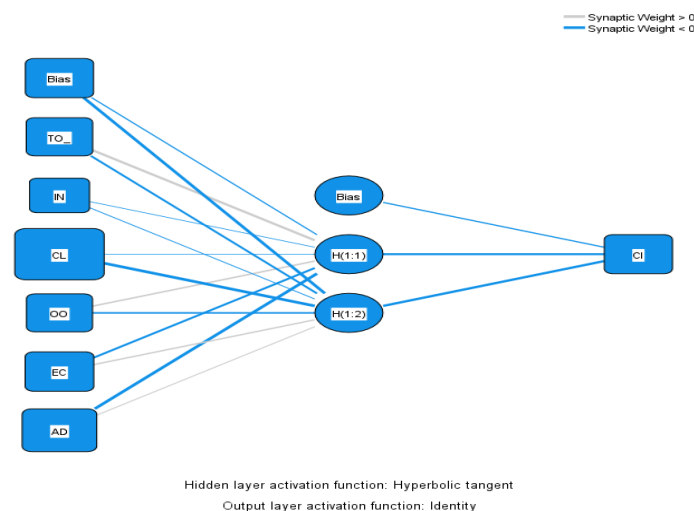 Synaptic Weight > 0
Synaptic Weight < 0
Bias
TO_
IN
CL
OO
EC
AD
Bias
H(1:1)
H(1:2)
CI
Hidden layer activation function: Hyperbolic tangent
Output layer activation function: Identity